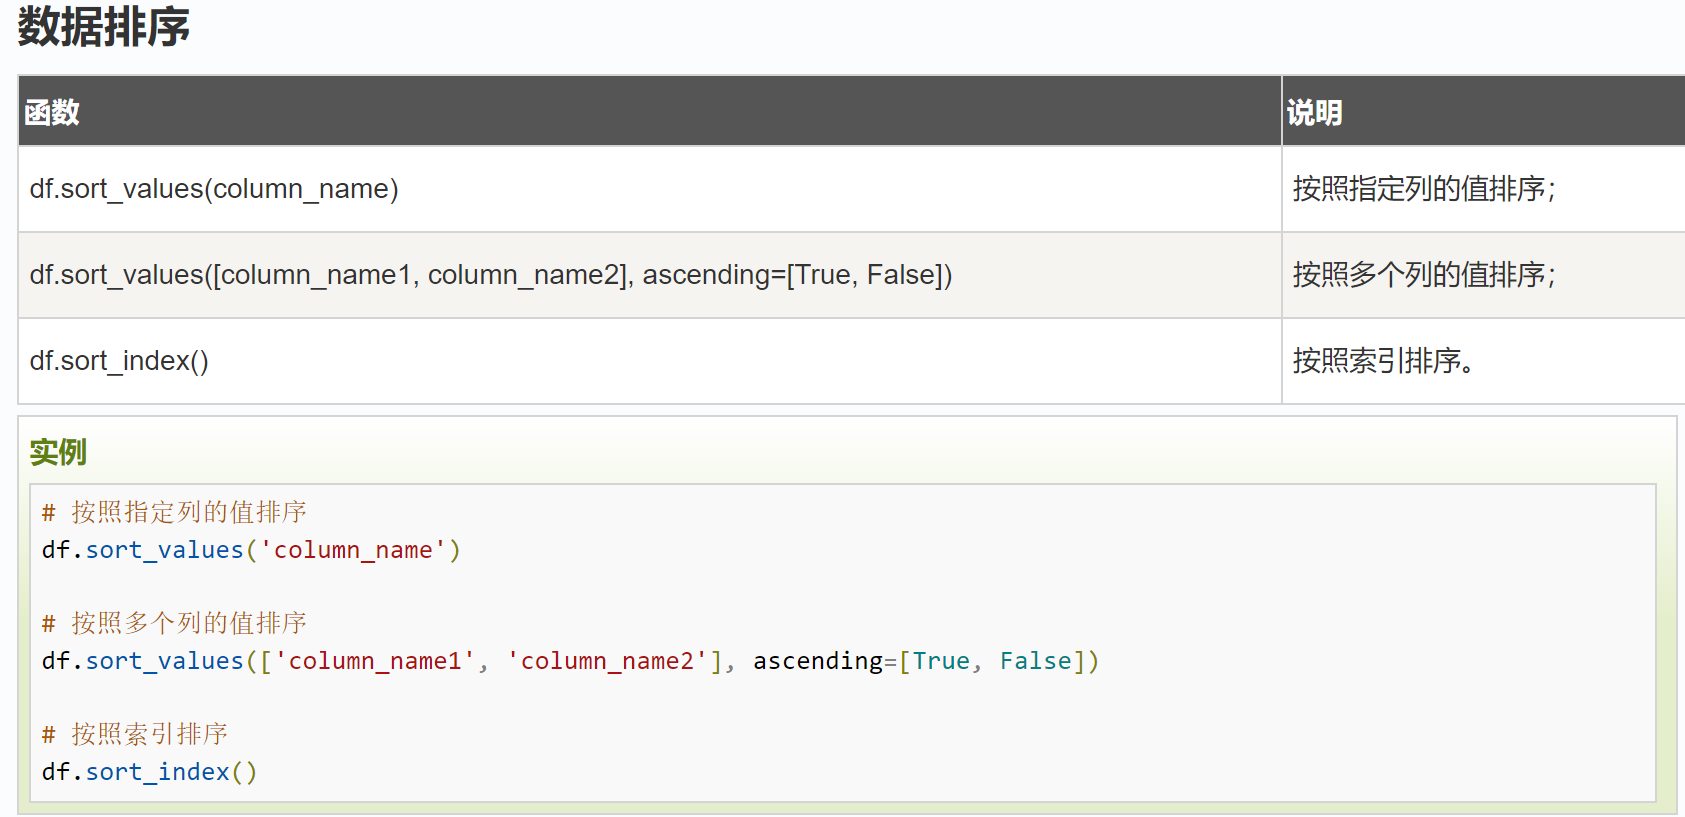 数据排序
函数 说明
df.sort_values(column_name) 按照指定列的值排序；
df.sort_values([column_name1, column_name2], ascending=[True, False]) 按照多个列的值排序；
df.sort_index() 按照索引排序。
实例
# 按照指定列的值排序
df.sort_values('column_name')
# 按照多个列的值排序
df.sort_values(['column_name1', 'column_name2'], ascending=[True, False])
# 按照索引排序
df.sort_index()